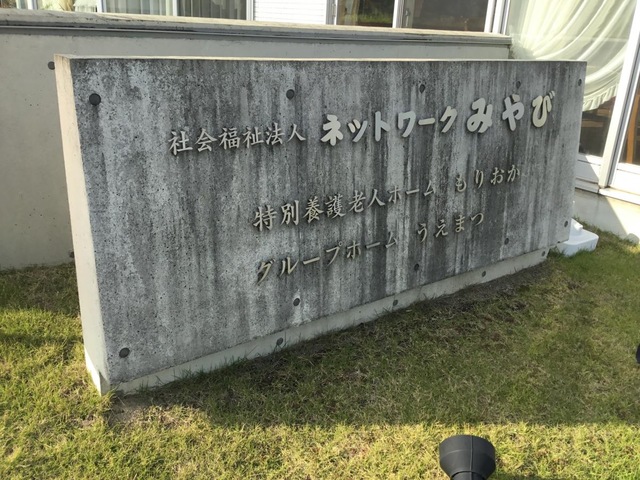 社会福祉法人 ネットワーク みやび
特別養護老人ホーム もりおか
グループホーム うえまつ